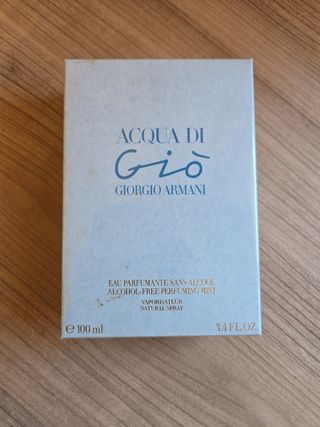 ACQUA DI
Giò
GIORGIO ARMANI
EAU PARFUMANTE SANS ALCOOL
ALCOHOL-FREE PERFUMING MIST
VAPORISATEUR
NATURAL SPRAY
℮ 100 ml 3.4 FL. OZ.